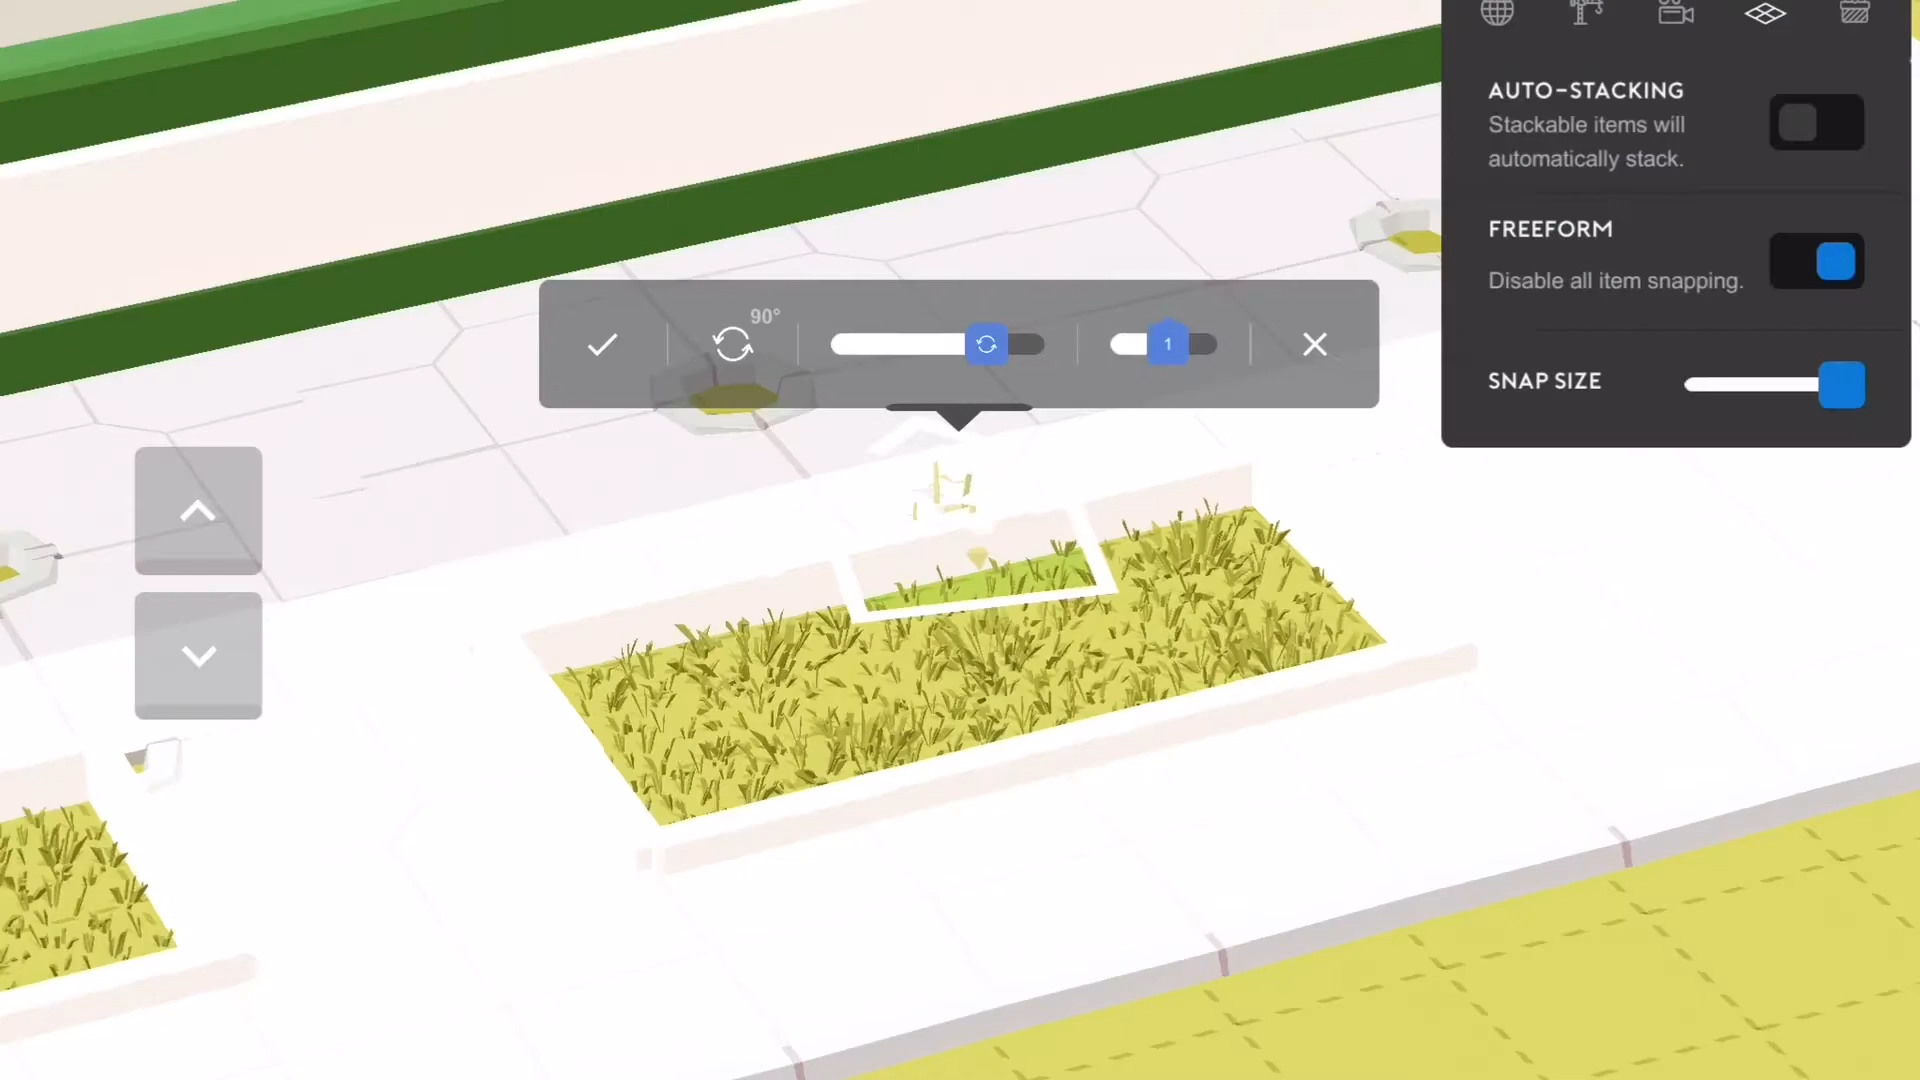 AUTO-STACKING
Stackable items will
automatically stack.
FREEFORM
Disable all item snapping.
SNAP SIZE
90°
1